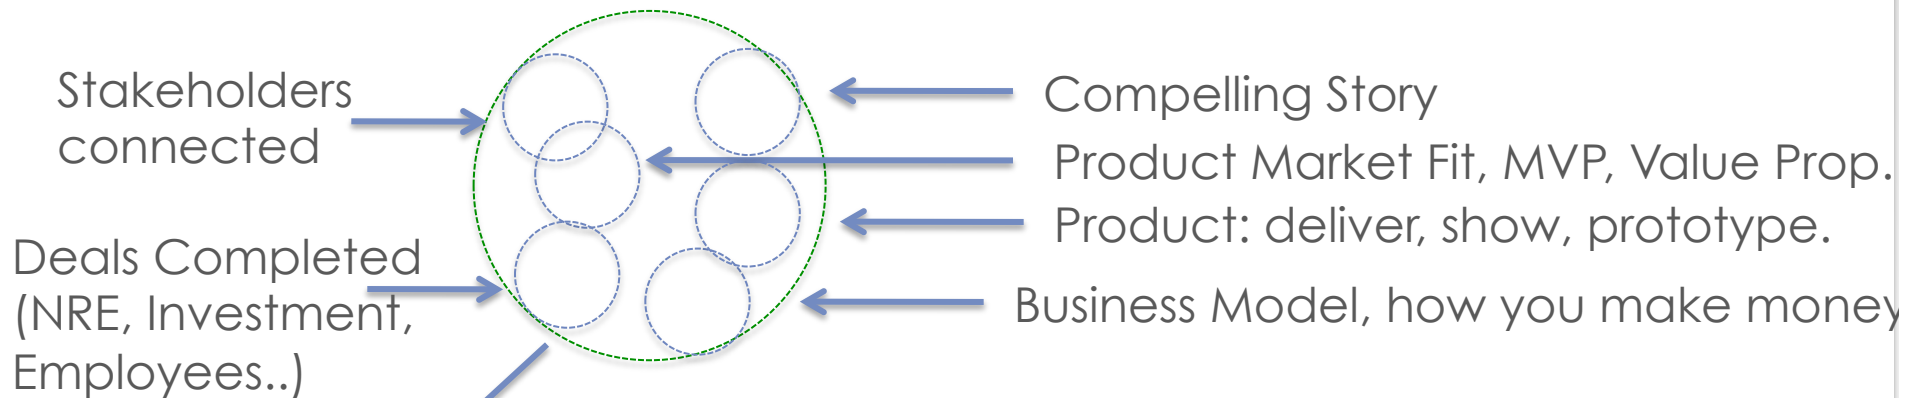 Stakeholders
connected
Deals Completed
(NRE, Investment,
Employees..)
Compelling Story
Product Market Fit, MVP, Value Prop.
Product: deliver, show, prototype.
Business Model, how you make money